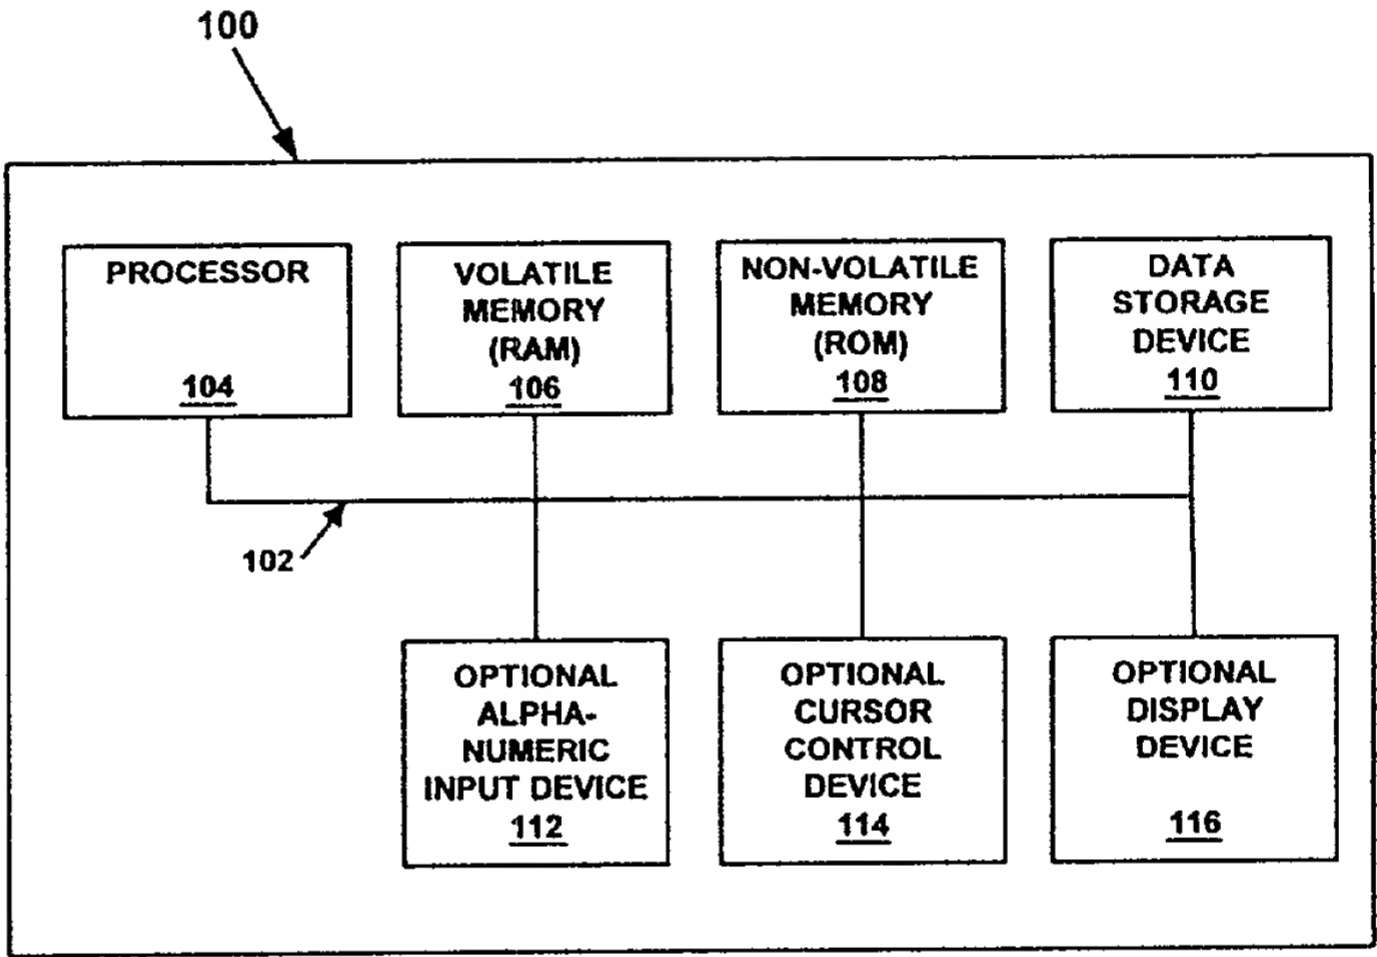 100
PROCESSOR
104
VOLATILE
MEMORY
(RAM)
106
NON-VOLATILE
MEMORY
(ROM)
108
DATA
STORAGE
DEVICE
110
102
OPTIONAL
ALPHA-
NUMERIC
INPUT DEVICE
112
OPTIONAL
CURSOR
CONTROL
DEVICE
114
OPTIONAL
DISPLAY
DEVICE
116